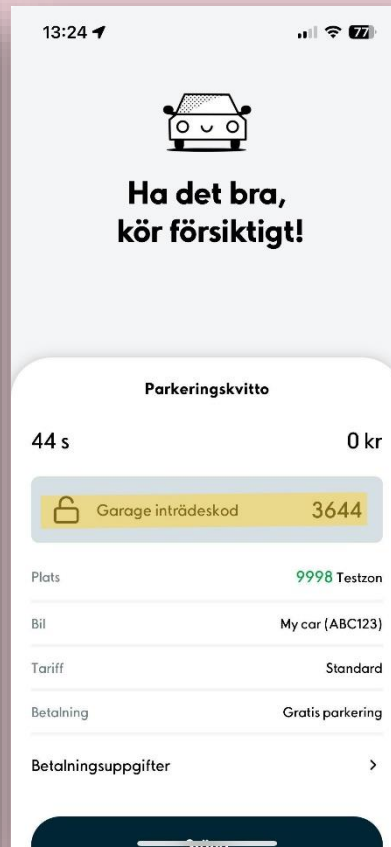 13:24
77
Ha det bra,
kör försiktigt!
Parkeringskvitto
44 s 0 kr
Garage inträdeskod 3644
Plats 9998 Testzon
Bil My car (ABC123)
Tariff Standard
Betalning Gratis parkering
Betalningsuppgifter